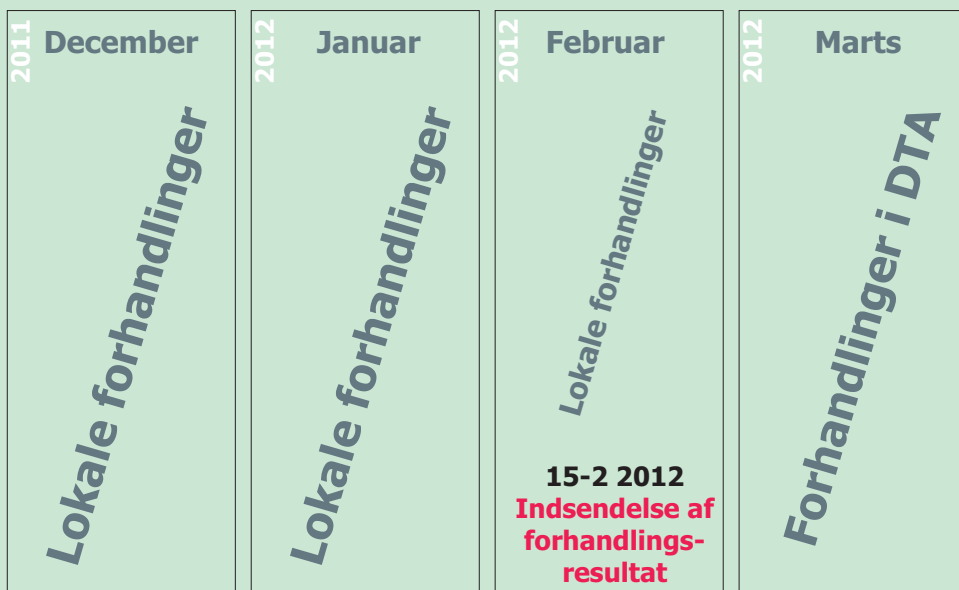 2011
December
Lokale forhandlinger
2012
Januar
Lokale forhandlinger
2012
Februar
Lokale forhandlinger
15-2 2012
Indsendelse af
forhandlings-
resultat
2012
Marts
Forhandlinger i DTA